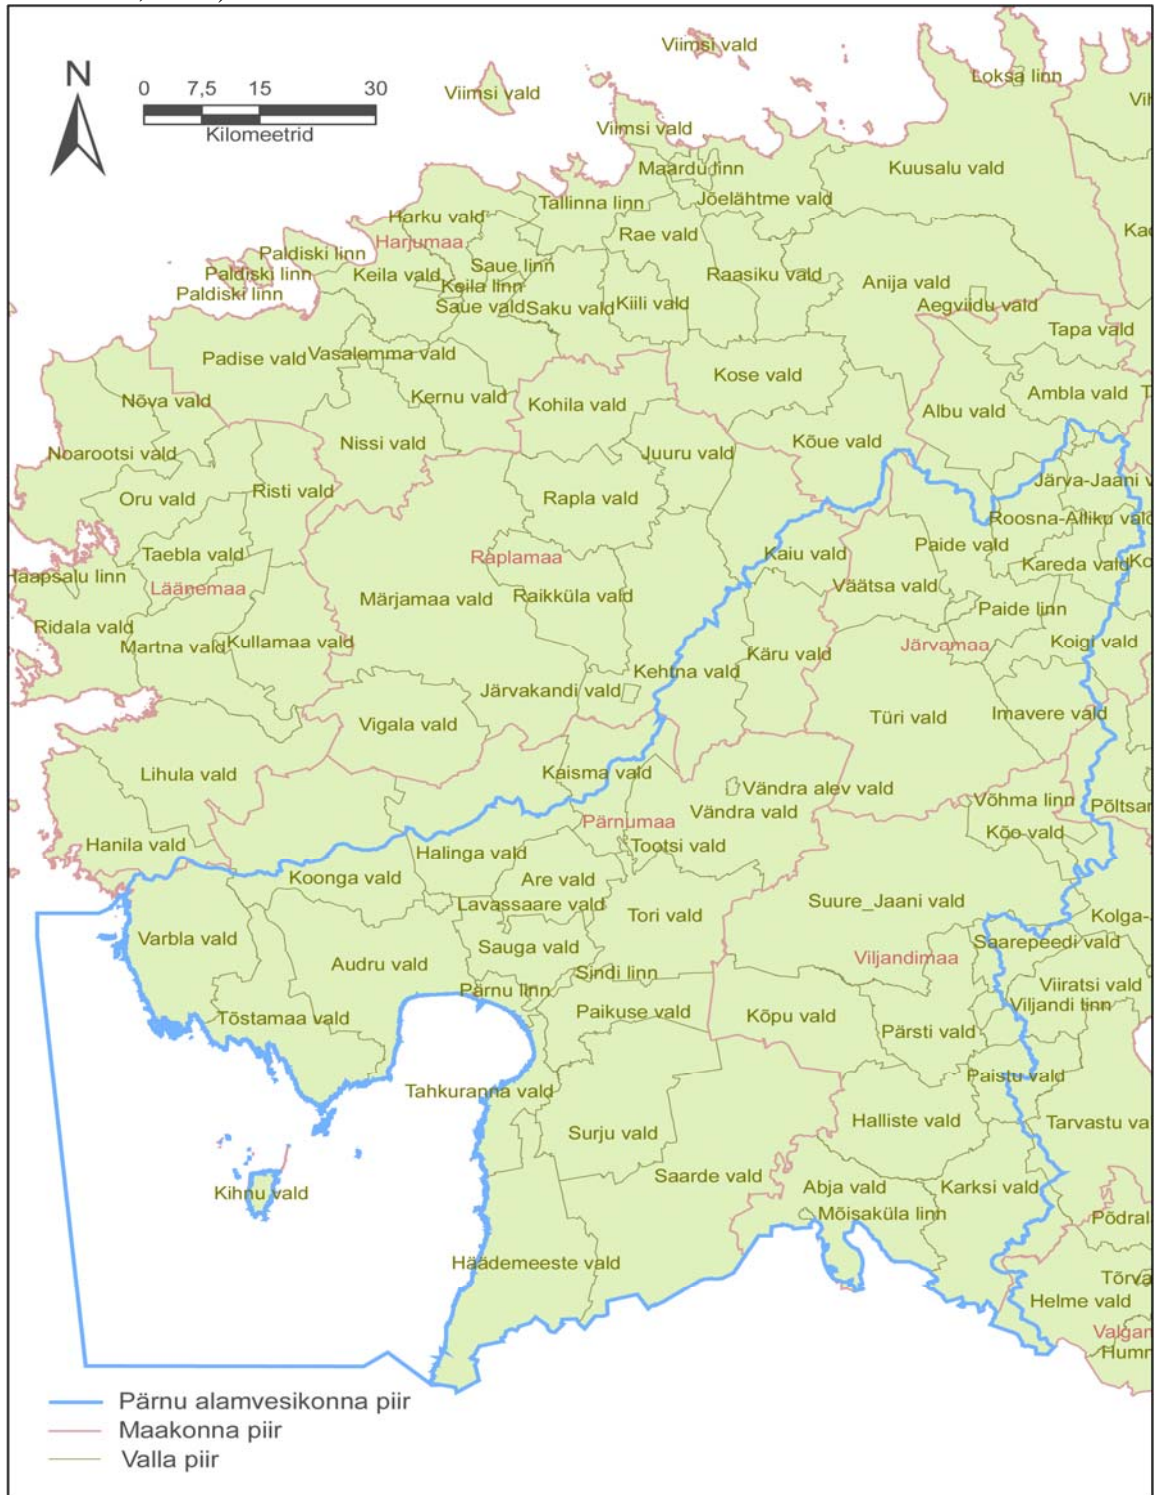 Viimsi vald
Loksa linn
N
0 7,5 15 30
Kilomeetrid
Viimsi vald
Vih
Viimsi vald
Maardu linn
Kuusalu vald
Tallinna linn
Jõelähtme vald
Harku vald
Rae vald
Kad
Harjumaa
Paldiski linn
Saue linn
Paldiski linn
Keila vald
Raasiku vald
Anija vald
Keila linn
Paldiski linn
Saue vald
Saku vald
Kiili vald
Aegviidu vald
Tapa vald
Padise vald
Vasalemma vald
Kose vald
Nõva vald
Kernu vald
Kohila vald
Albu vald
Ambla vald
T
Nissi vald
Kõue vald
Noarootsi vald
Juuru vald
Järva-Jaani v
Oru vald
Risti vald
Rapla vald
Roosna-Alliku vald
Taebla vald
Raplamaa
Kaiu vald
Paide vald
Kareda vald
Ko
Haapsalu linn
Läänemaa
Väätsa vald
Märjamaa vald
Raikküla vald
Paide linn
Ridala vald
Martna vald
Kullamaa vald
Käru vald
Järvamaa
Koigi vald
Kehtna vald
Järvakandi vald
Vigala vald
Türi vald
Imavere vald
Lihula vald
Kaisma vald
Vändra alev vald
Võhma linn
Põltsar
Vändra vald
Pärnumaa
Kõo vald
Hanila vald
Halinga vald
Tootsi vald
Koonga vald
Are vald
Suure_Jaani vald
Lavassaare vald
Tori vald
Kolga-
Varbla vald
Sauga vald
Saarepeedi vald
Audru vald
Viljandimaa
Sindi linn
Viiratsi vald
Pärnu linn
Viljandi linn
Tõstamaa vald
Paikuse vald
Kõpu vald
Pärsti vald
Tahkuranna vald
Paistu vald
Surju vald
Halliste vald
Tarvastu va
Saarde vald
Abja vald
Karksi vald
Kihnu vald
Mõisaküla linn
Põdral
Häädemeeste vald
Tõrva
Helme vald
Valgan
Humm
Pärnu alamvesikonna piir
Maakonna piir
Valla piir